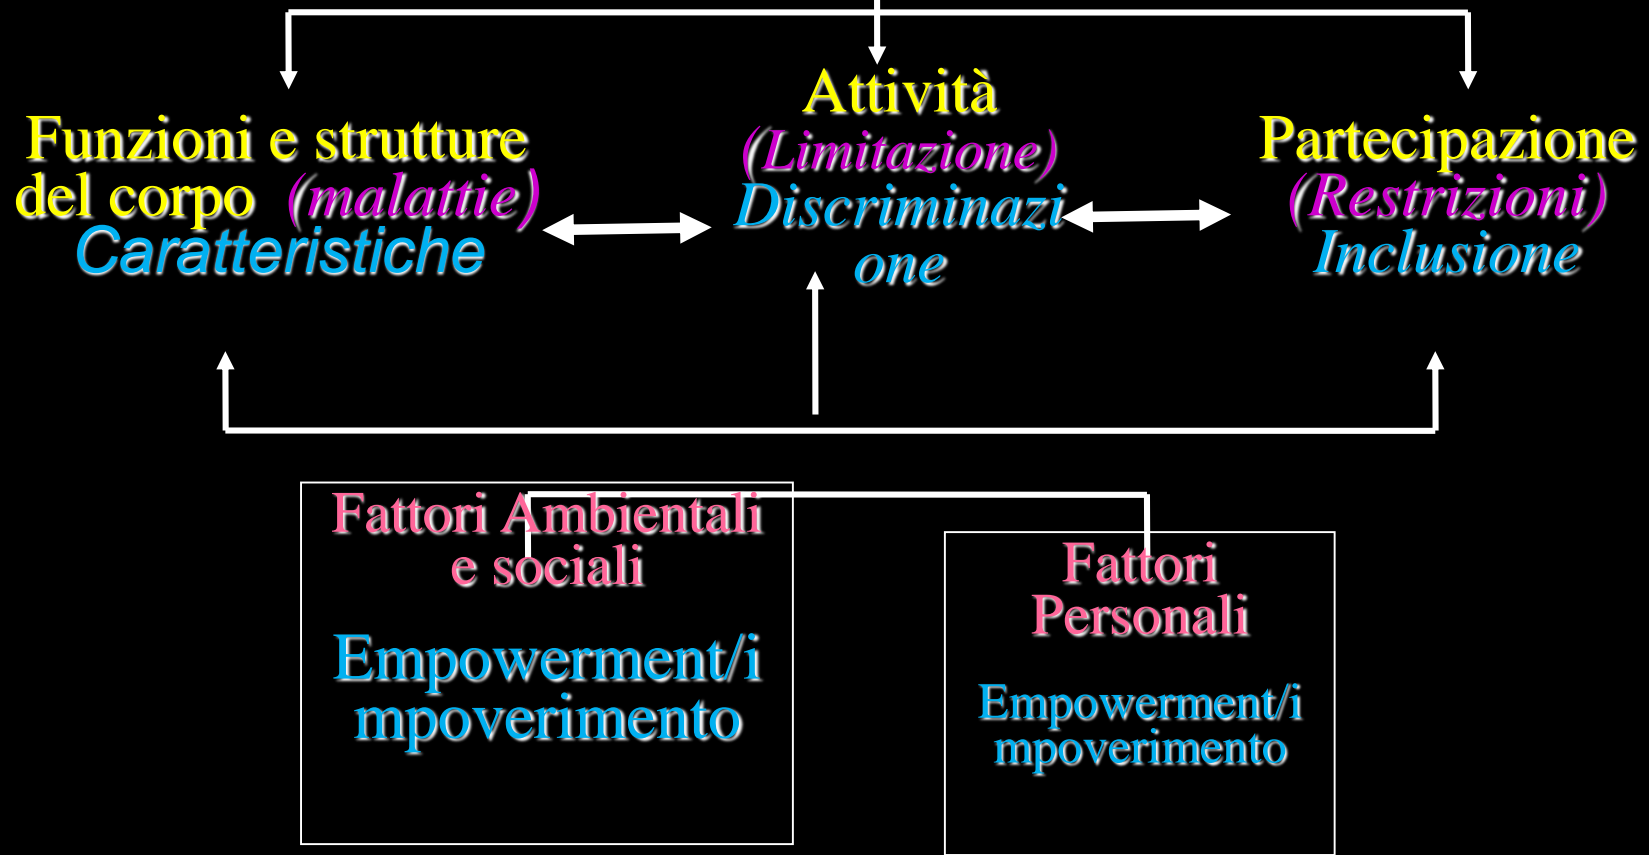 Funzioni e strutture
del corpo (malattie)
Caratteristiche
Attività
(Limitazione)
Discriminazi
one
Partecipazione
(Restrizioni)
Inclusione
Fattori Ambientali
e sociali
Empowerment/i
mpoverimento
Fattori
Personali
Empowerment/i
mpoverimento